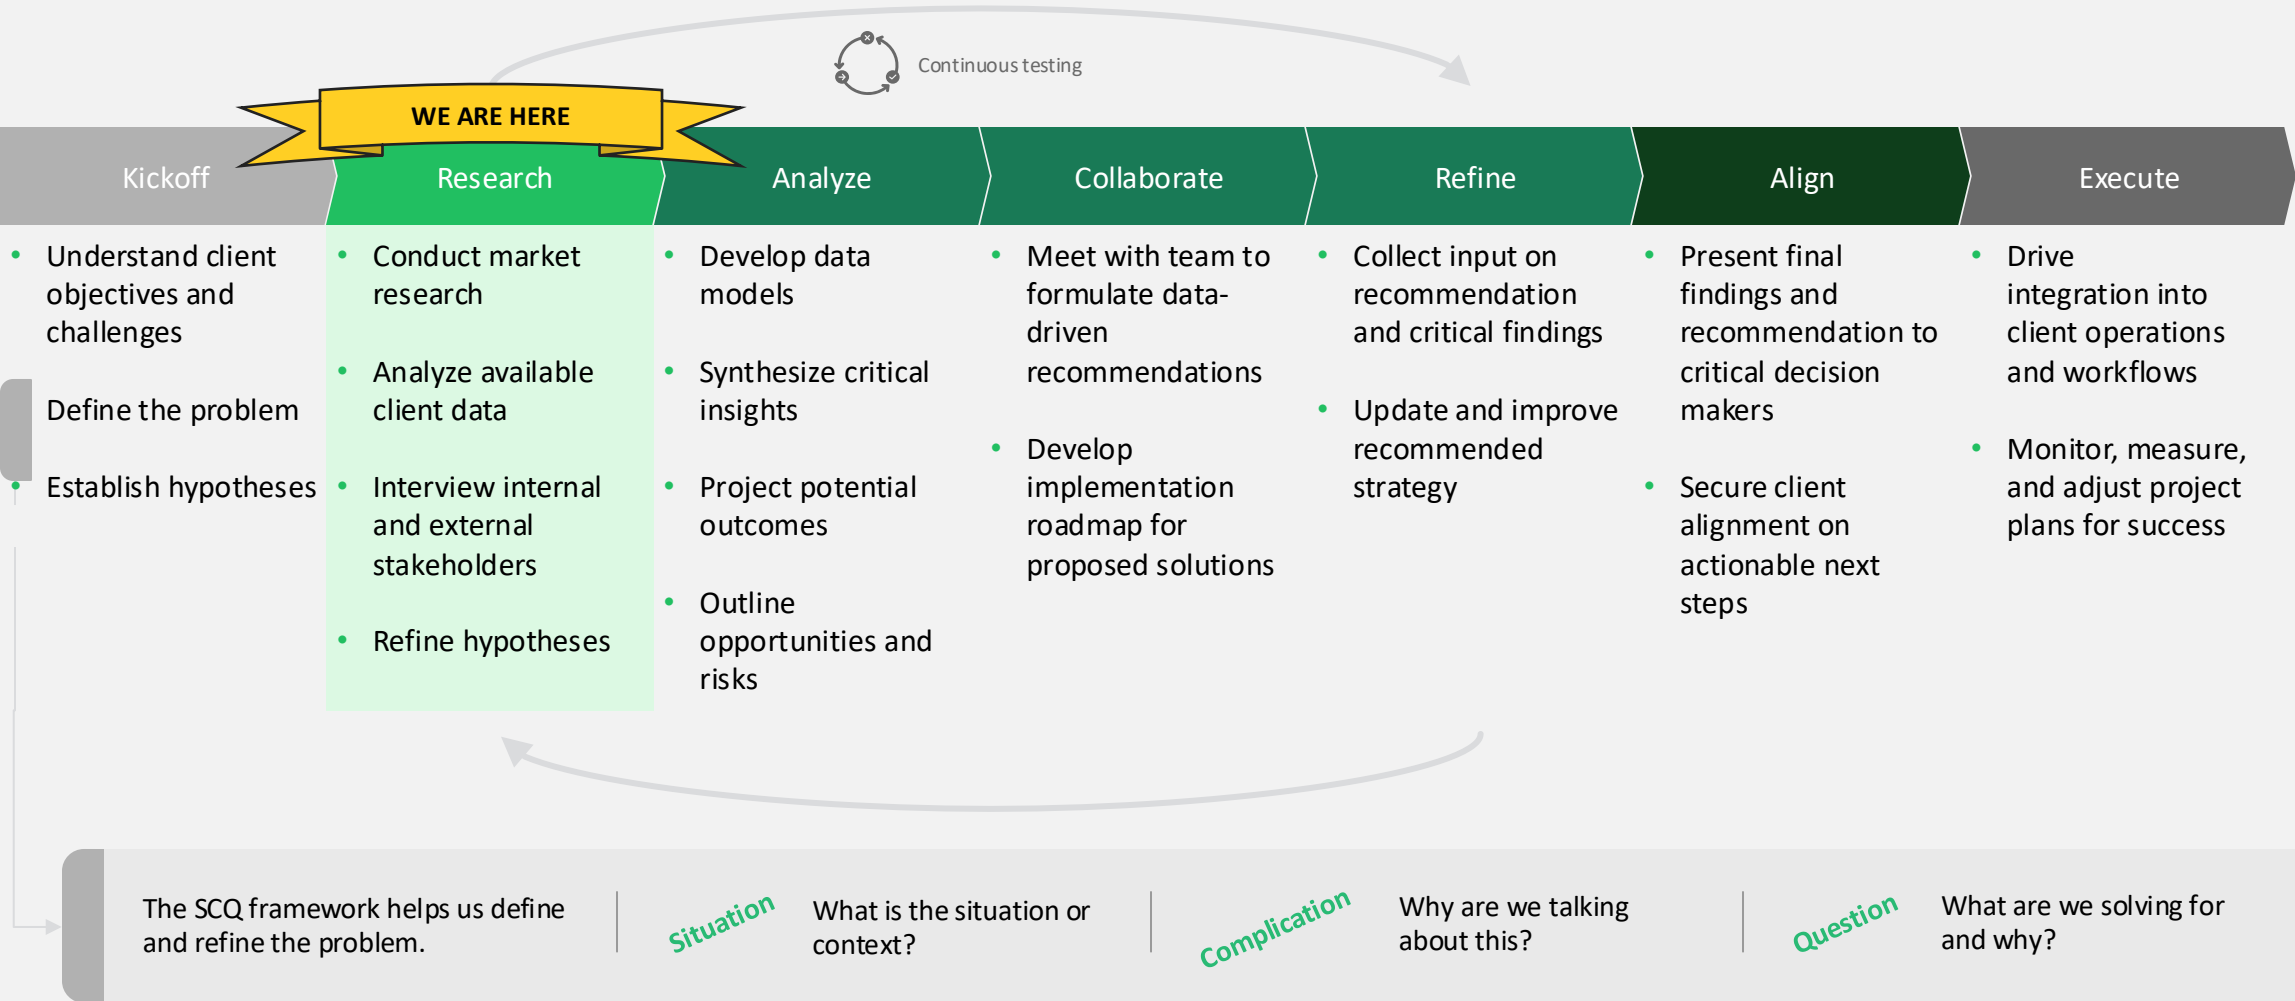 Continuous testing
WE ARE HERE
Kickoff
Research
Analyze
Collaborate
Refine
Align
Execute
• Understand client
objectives and
challenges
Define the problem
• Establish hypotheses
• Conduct market
research
• Analyze available
client data
• Interview internal
and external
stakeholders
• Refine hypotheses
• Develop data
models
• Synthesize critical
insights
• Project potential
outcomes
• Outline
opportunities and
risks
• Meet with team to
formulate data-
driven
recommendations
• Develop
implementation
roadmap for
proposed solutions
• Collect input on
recommendation
and critical findings
• Update and improve
recommended
strategy
• Present final
findings and
recommendation to
critical decision
makers
• Secure client
alignment on
actionable next
steps
• Drive
integration into
client operations
and workflows
• Monitor, measure,
and adjust project
plans for success
The SCQ framework helps us define
and refine the problem.
Situation
What is the situation or
context?
Complication
Why are we talking
about this?
Question
What are we solving for
and why?